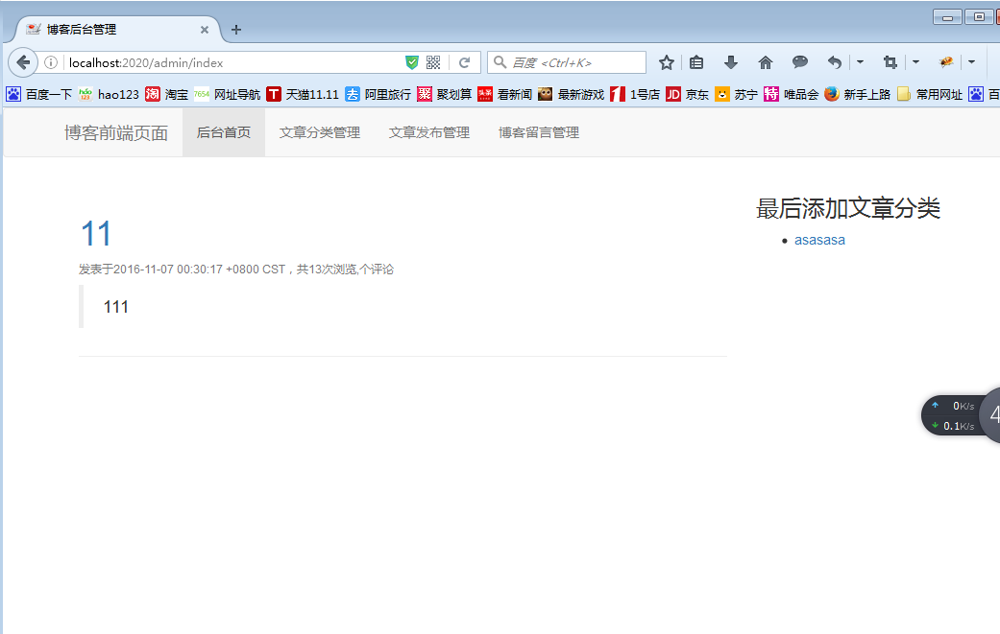 博客后台管理
localhost:2020/admin/index
百度 <Ctrl+K>
百度一下 hao123 淘宝 网址导航 天猫11.11 阿里旅行 聚划算 看新闻 最新游戏 1号店 京东 苏宁 唯品会 新手上路 常用网址 百
博客前端页面 后台首页 文章分类管理 文章发布管理 博客留言管理
最后添加文章分类
asasasa
11
发表于2016-11-07 00:30:17 +0800 CST，共13次浏览,个评论
111
0K/s
0.1K/s
4